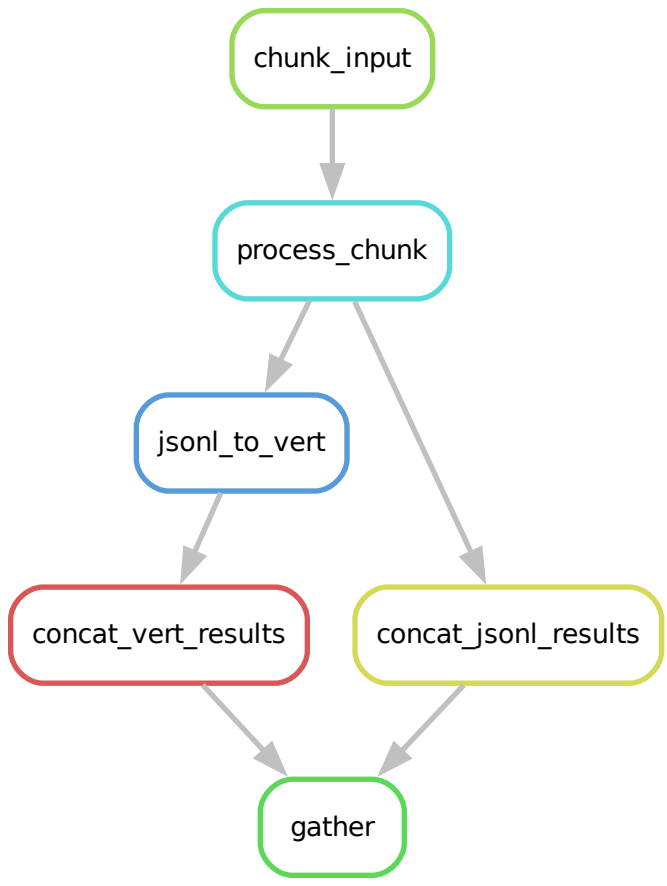 chunk_input
process_chunk
jsonl_to_vert
concat_vert_results
concat_jsonl_results
gather